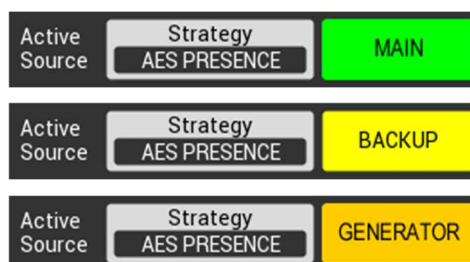 Active Source
Strategy
AES PRESENCE
MAIN
Active Source
Strategy
AES PRESENCE
BACKUP
Active Source
Strategy
AES PRESENCE
GENERATOR